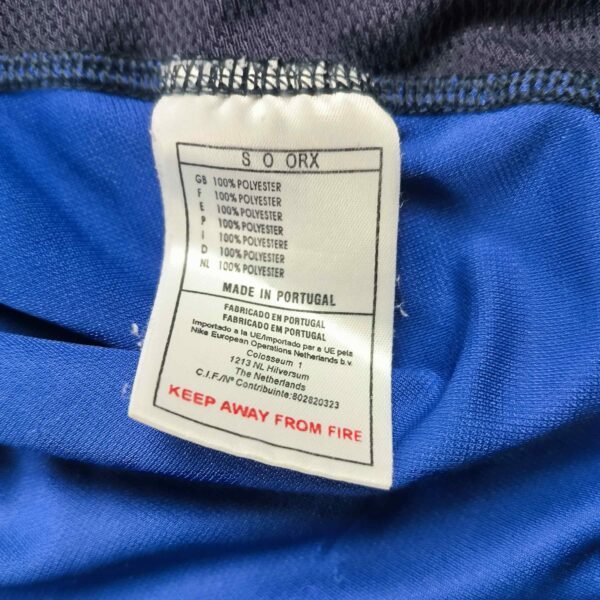 S O ORX
GB 100% POLYESTER
F 100% POLYESTER
E 100% POLYESTER
P 100% POLYESTER
I 100% POLYESTERE
D 100% POLYESTER
NL 100% POLYESTER
MADE IN PORTUGAL
FABRICADO EN PORTUGAL
FABRICADO EM PORTUGAL
Importado a la UE/Importado par a UE pela
Nike European Operations Netherlands b.v.
Colosseum 1
1213 NL Hilversum
The Netherlands
C.I.F./Nº Contribuinte:802820323
KEEP AWAY FROM FIRE